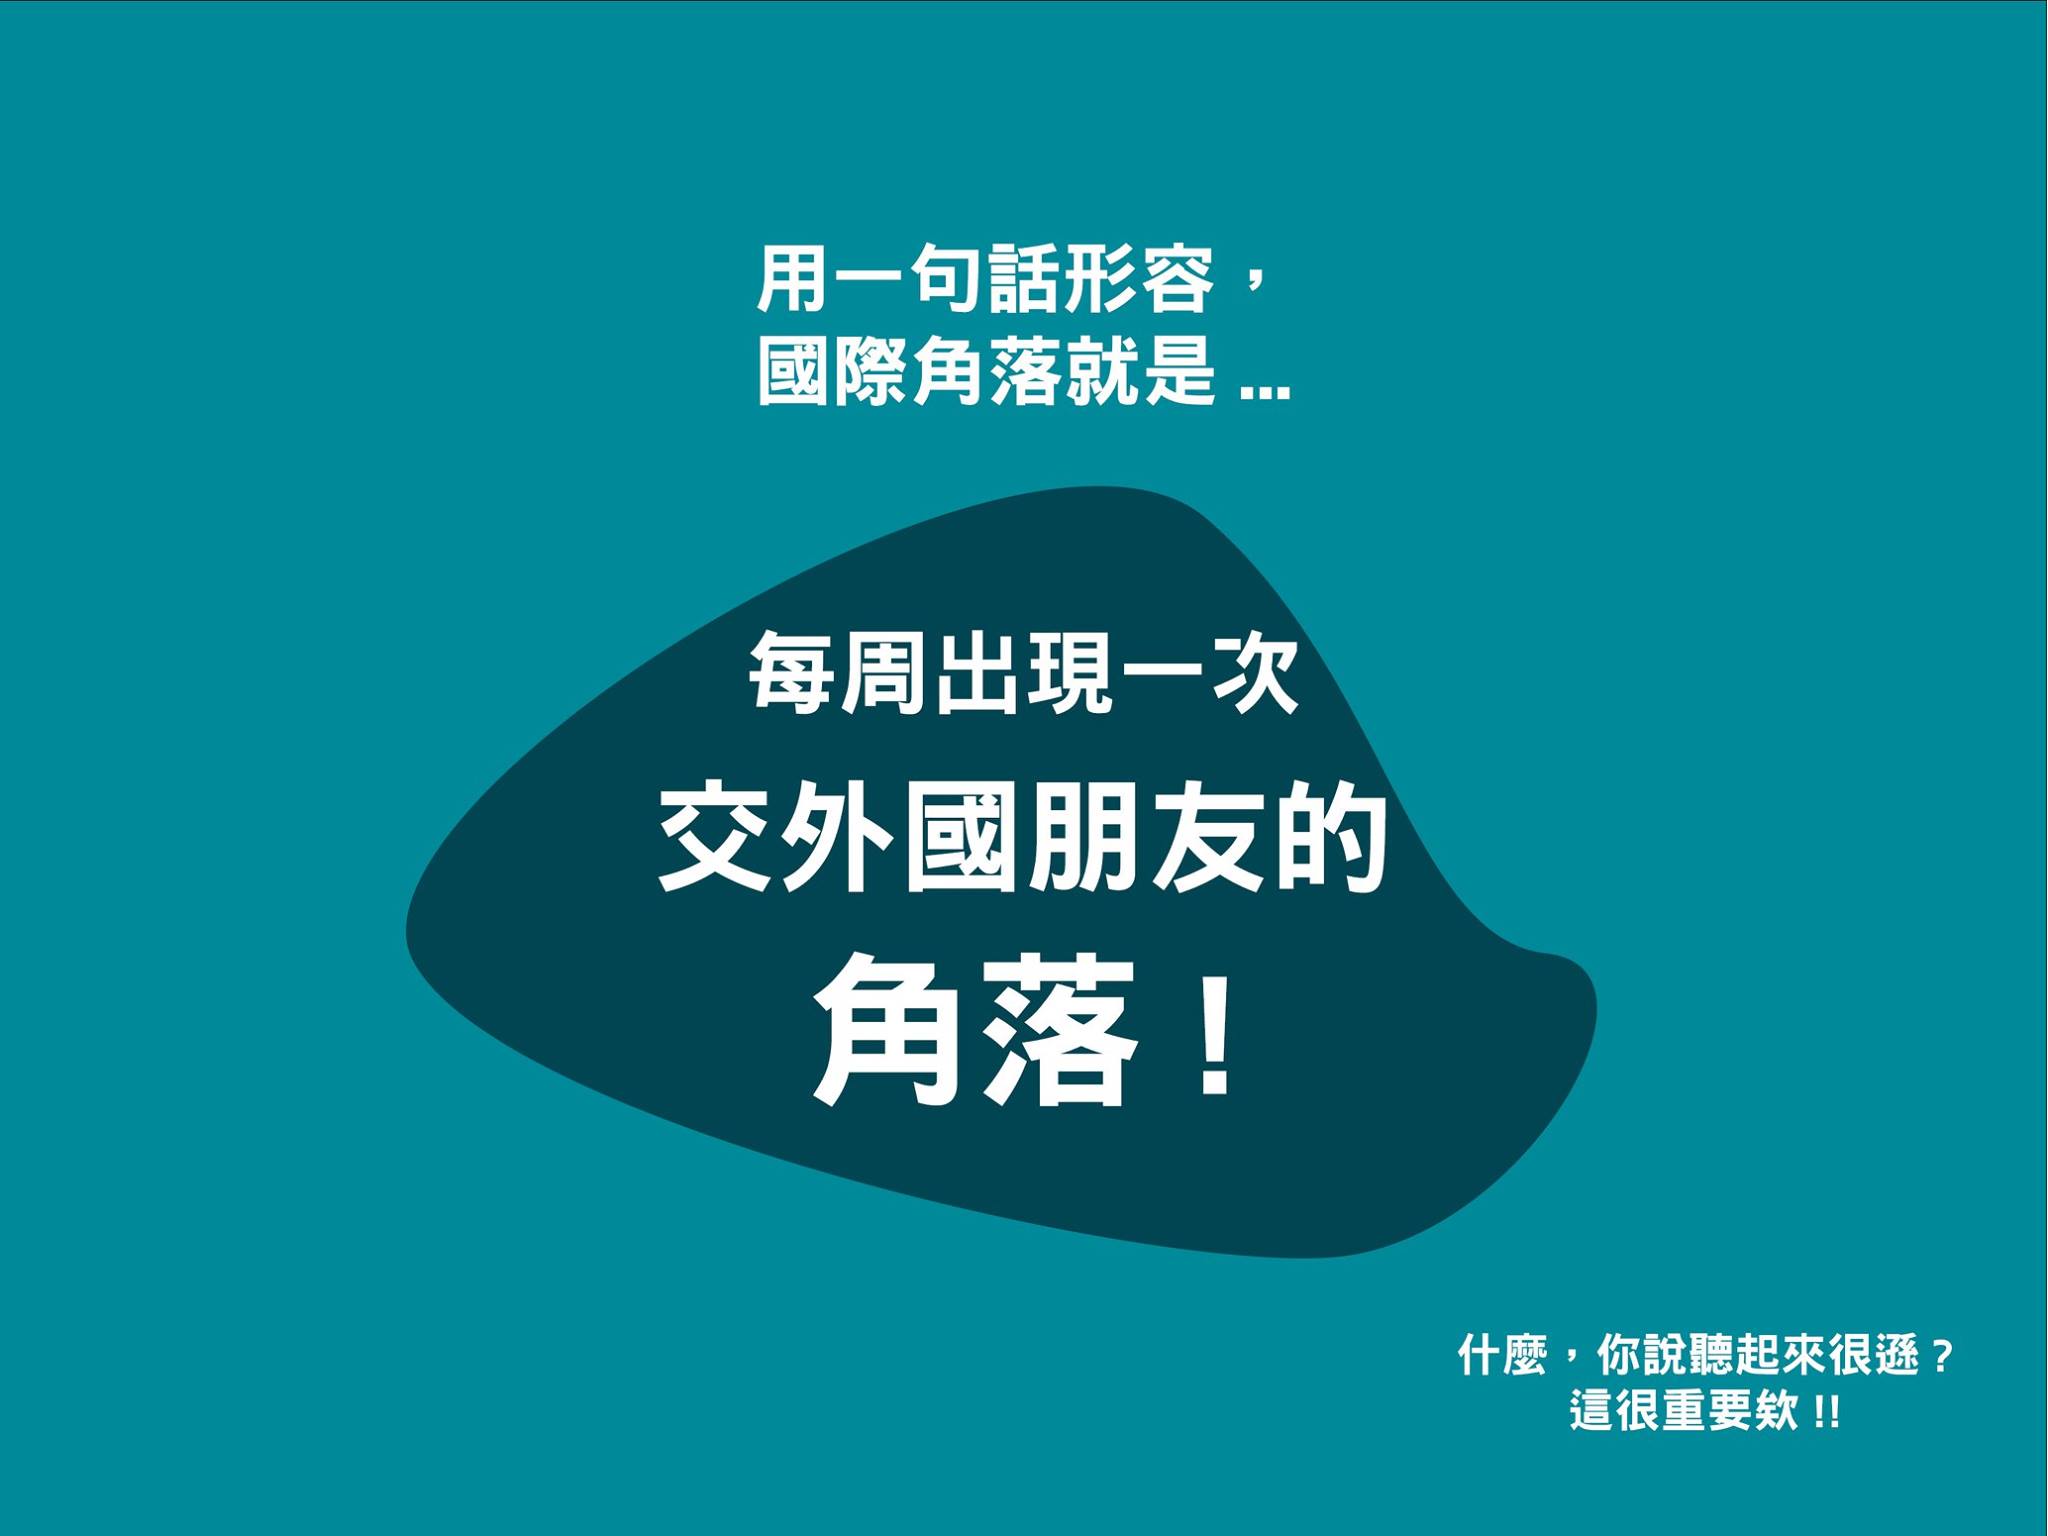 用一句話形容，
國際角落就是...
每周出現一次
交外國朋友的
角落！
什麼，你說聽起來很遜？
這很重要欸!!